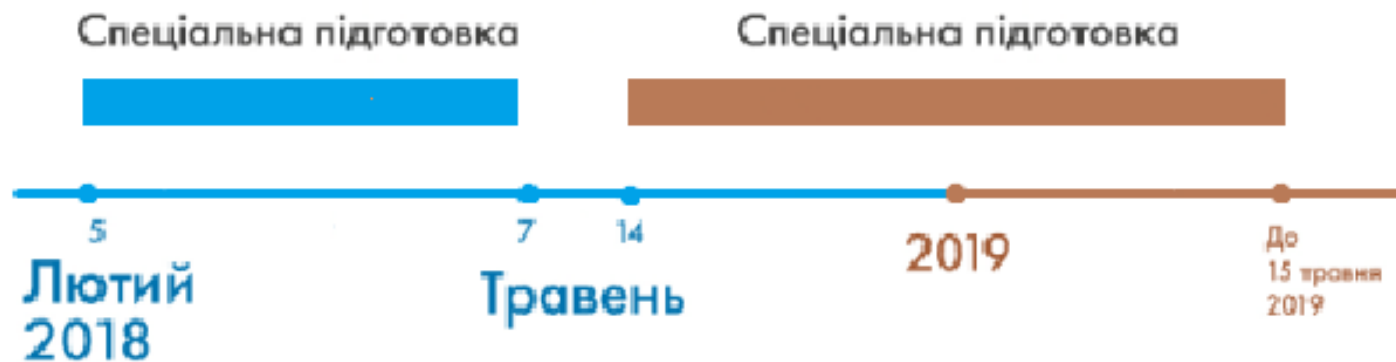 Спеціальна підготовка
Спеціальна підготовка
5
7
14
Лютий
2018
Травень
2019
До
15 травня
2019